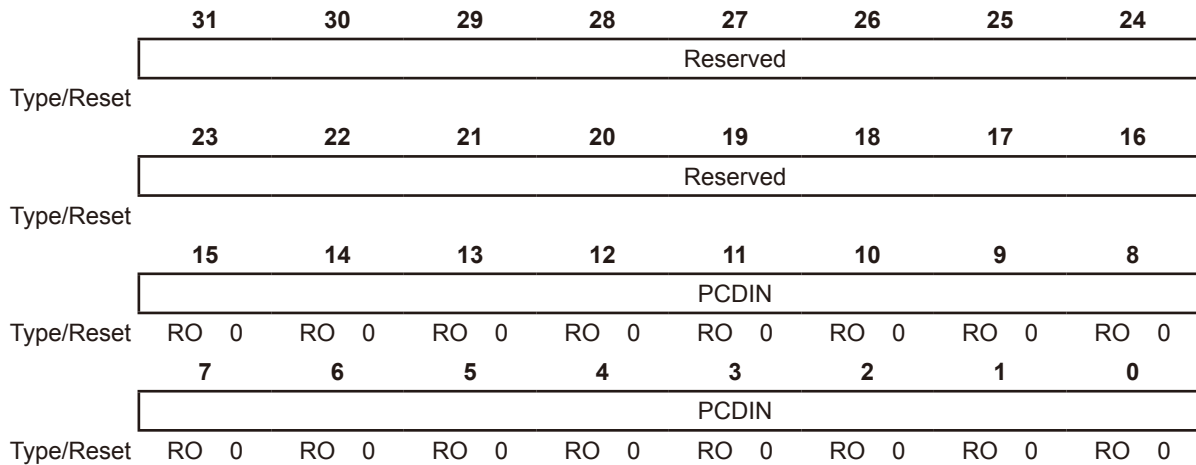 31 30 29 28 27 26 25 24
Reserved
Type/Reset
23 22 21 20 19 18 17 16
Reserved
Type/Reset
15 14 13 12 11 10 9 8
PCDIN
Type/Reset RO 0 RO 0 RO 0 RO 0 RO 0 RO 0 RO 0 RO 0
7 6 5 4 3 2 1 0
PCDIN
Type/Reset RO 0 RO 0 RO 0 RO 0 RO 0 RO 0 RO 0 RO 0